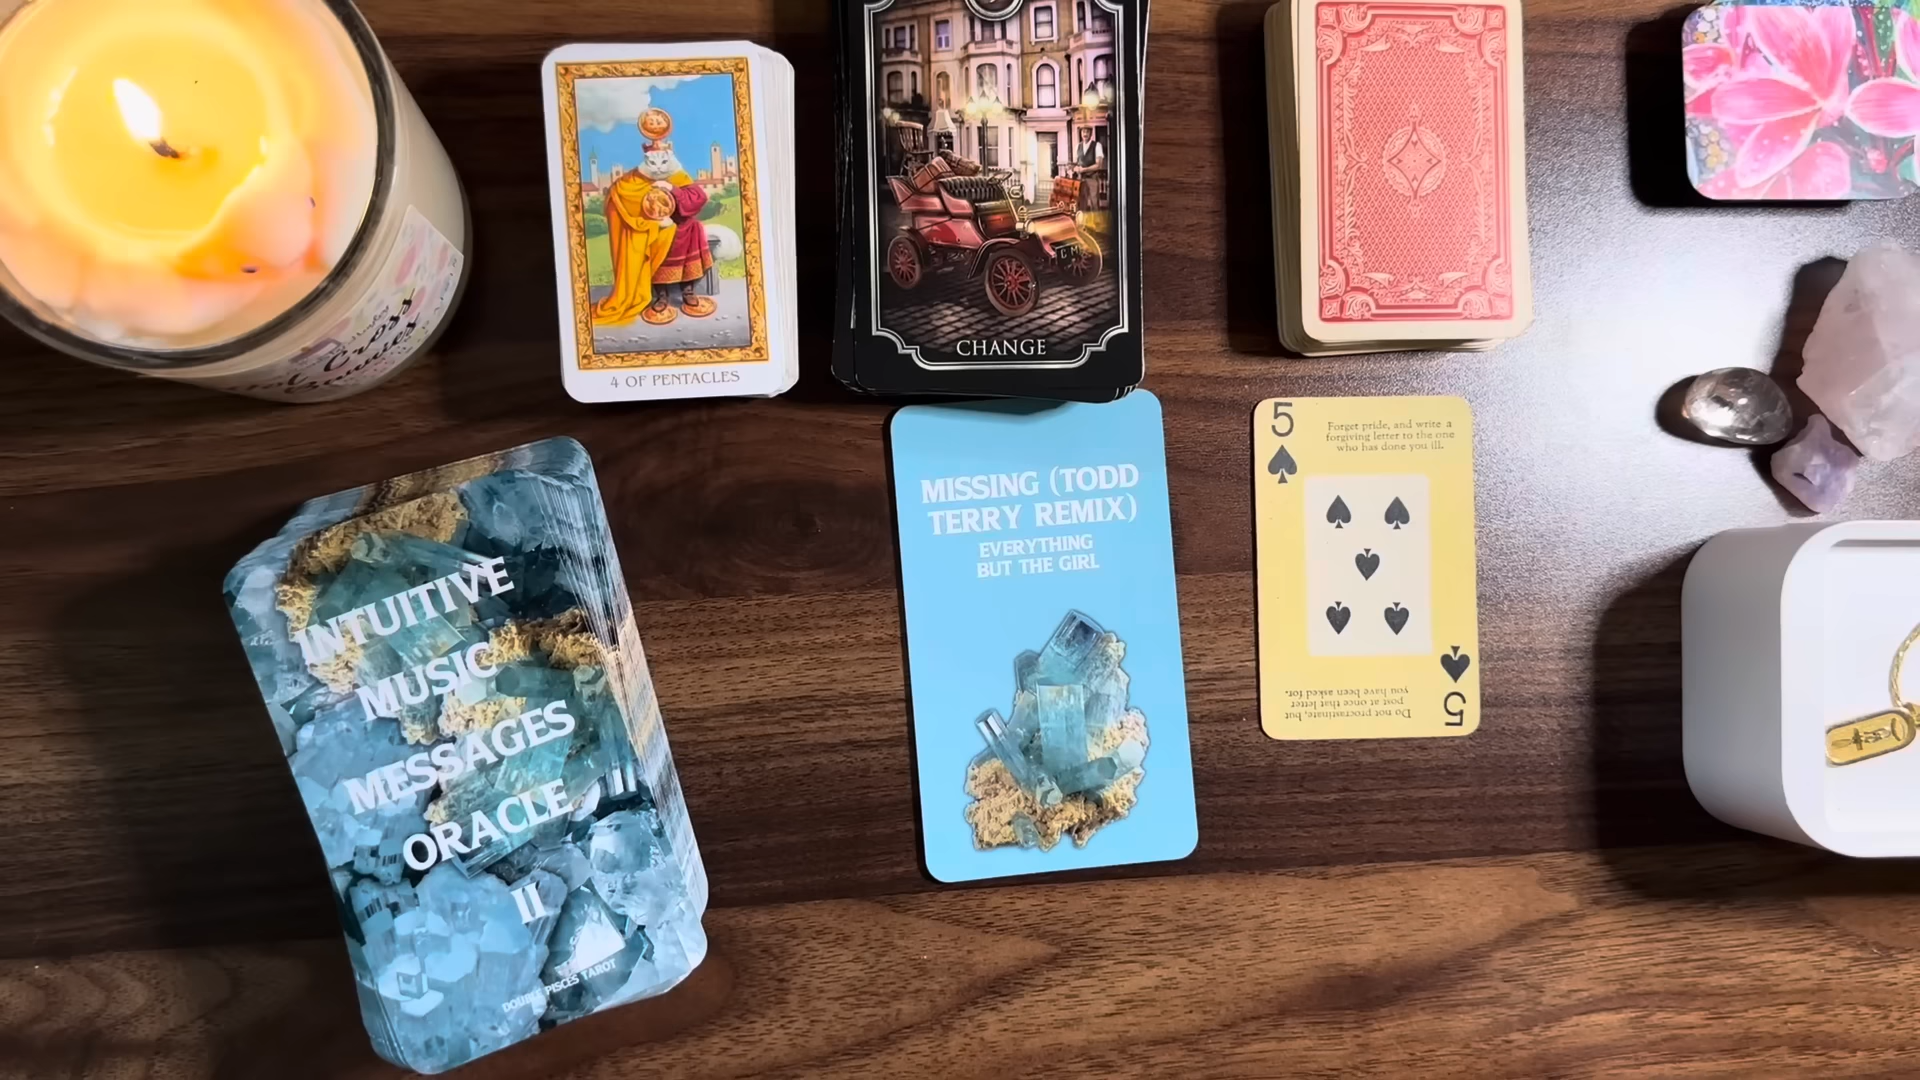 4 OF PENTACLES
CHANGE
MISSING (TODD
TERRY REMIX)
EVERYTHING
BUT THE GIRL
5
Forget pride, and write a
forgiving letter to the one
who has done you ill.
Do not procrastinate, but
post at once that letter
you have been asked for.
5
INTUITIVE
MUSIC
MESSAGES
ORACLE
II
II
DOUBLE PISCES TAROT
Cross